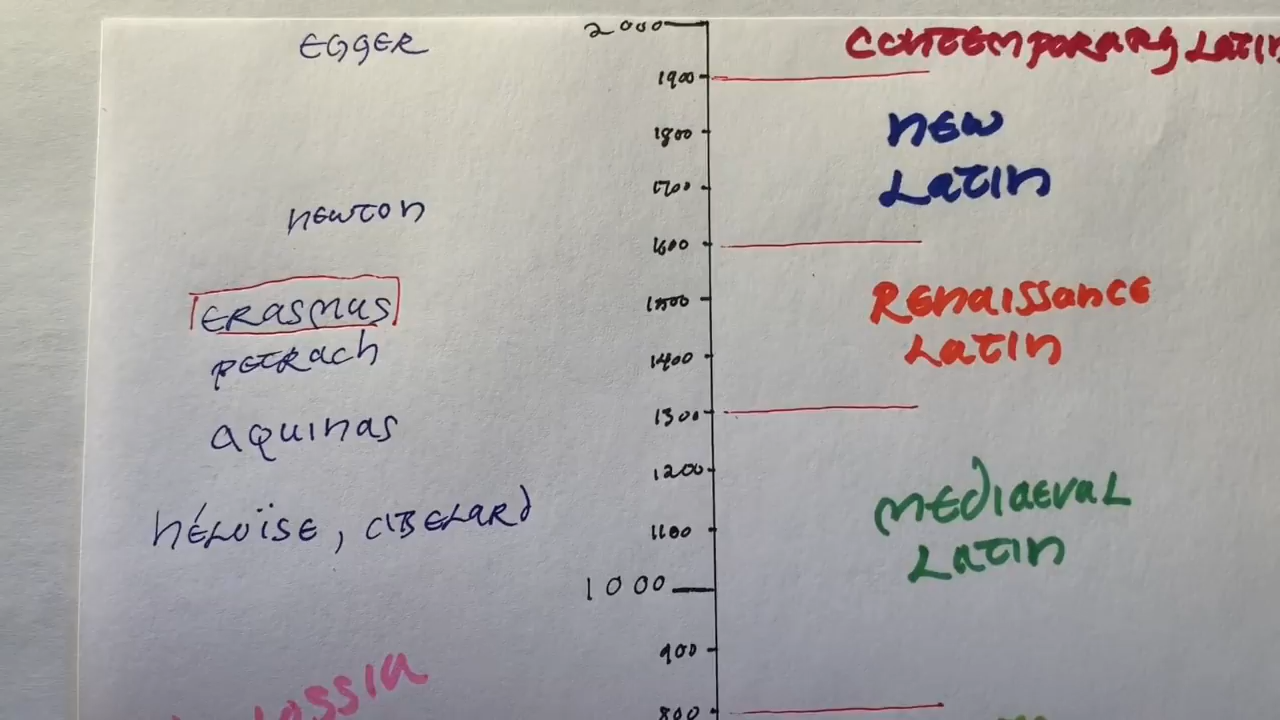 EGGER
2000
CONTEMPORARY LATIN
1900
NEW
LATIN
1800
1700
NEWTON
1600
ERASMUS
1500
RENAISSANCE
LATIN
PETRACH
1400
AQUINAS
1300
1200
MEDIAEVAL
LATIN
HÉLOÏSE, ABELARD
1100
1000
900
800